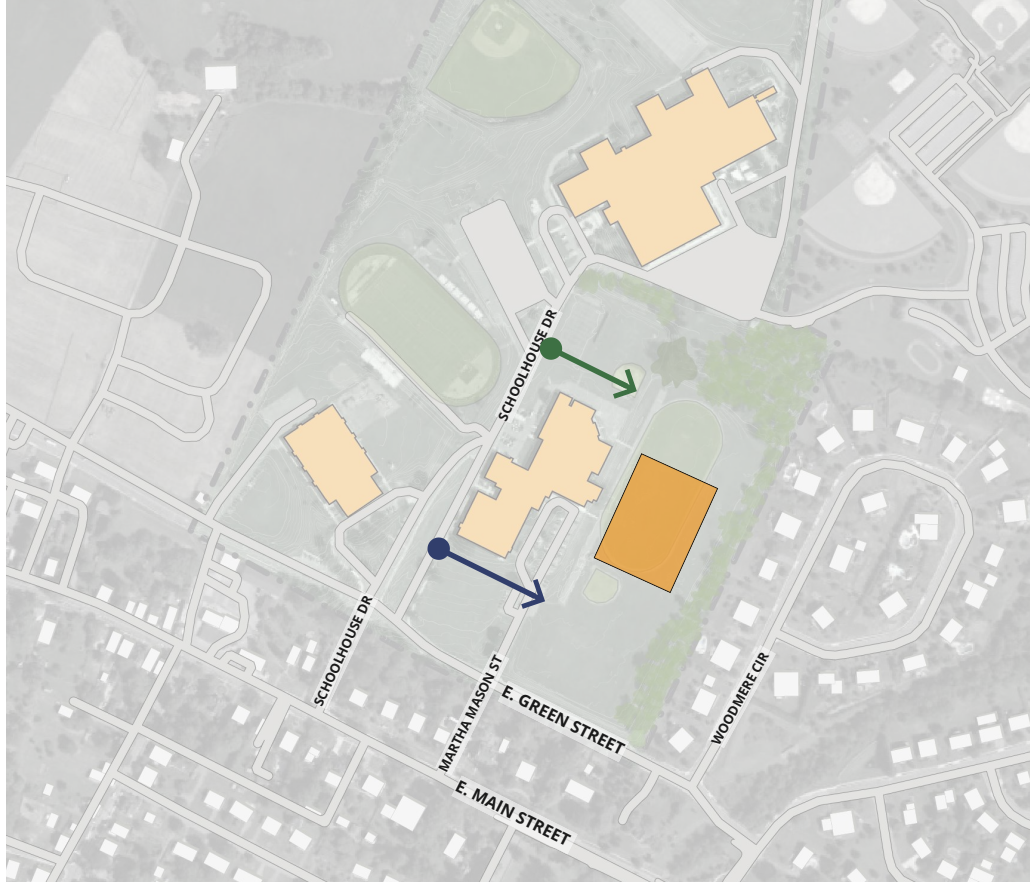 SCHOOLHOUSE DR
SCHOOLHOUSE DR
MARTHA MASON ST
E. GREEN STREET
WOODMERE CIR
E. MAIN STREET